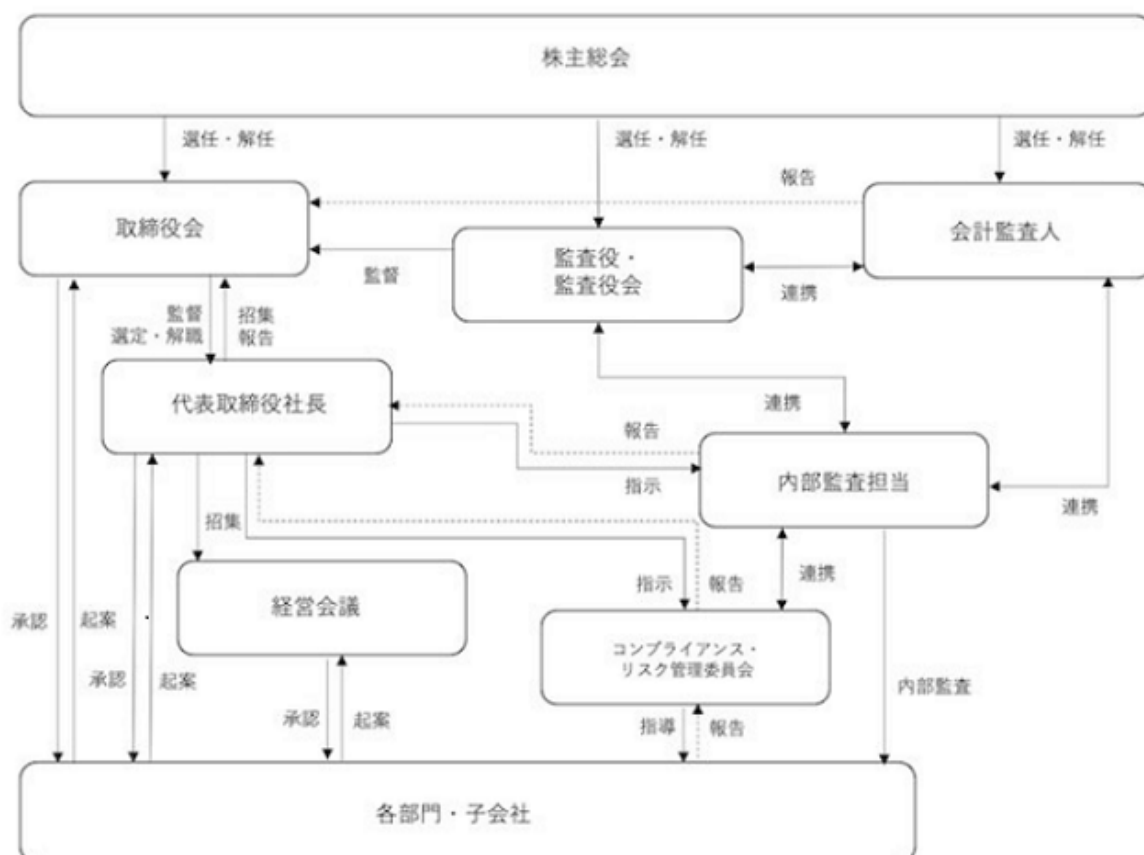 株主総会
選任・解任
選任・解任
選任・解任
報告
取締役会
会計監査人
監査役・
監査役会
監督
連携
監督
選定・解職
招集
報告
代表取締役社長
連携
報告
指示
内部監査担当
連携
招集
指示
報告
連携
経営会議
承認
起案
コンプライアンス・
リスク管理委員会
承認
起案
内部監査
承認
起案
指導
報告
各部門・子会社